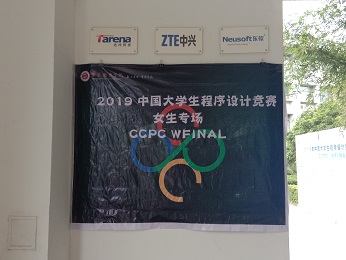 Tarena
达内科技
ZTE中兴
Neusoft东软
2019 中国大学生程序设计竞赛
女生专场
CCPC WFINAL